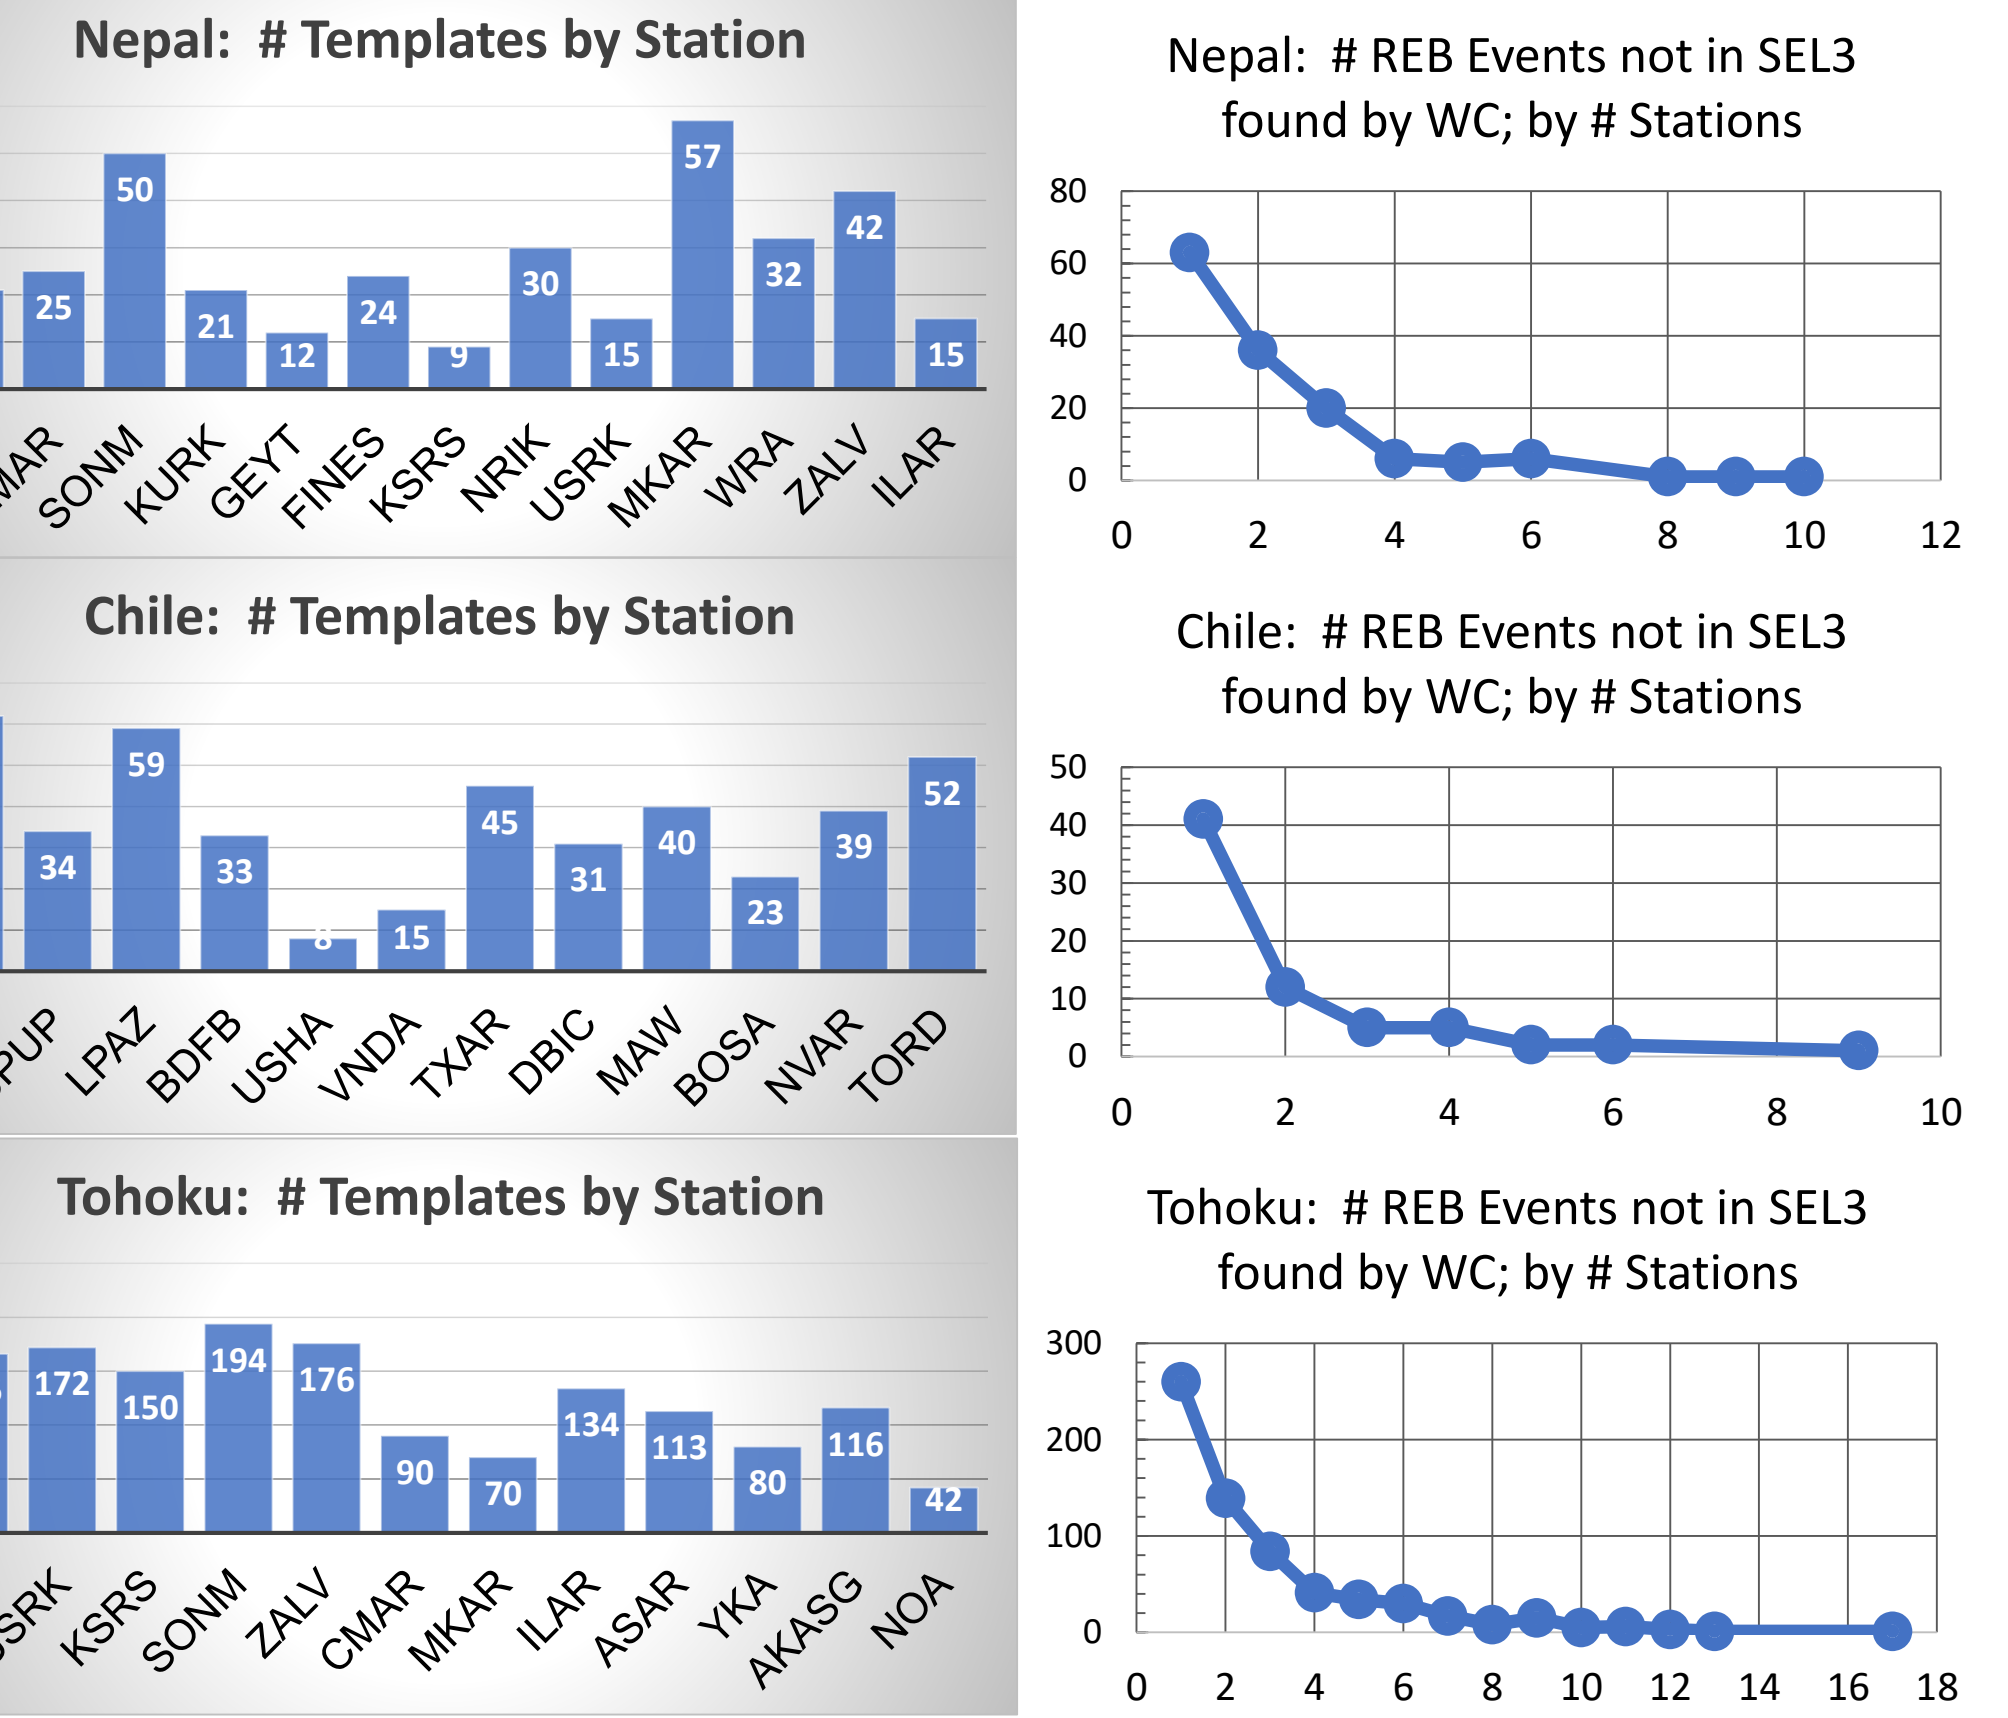 Nepal: # Templates by Station
25 50 21 12 24 9 30 15 57 32 42 15
MAR SONM KURK GEYT FINES KSRS NRIK USRK MKAR WRA ZALV ILAR
Nepal: # REB Events not in SEL3
found by WC; by # Stations
80
60
40
20
0
0 2 4 6 8 10 12
Chile: # Templates by Station
34 59 33 8 15 45 31 40 23 39 52
PUP LPAZ BDFB USHA VNDA TXAR DBIC MAW BOSA NVAR TORD
Chile: # REB Events not in SEL3
found by WC; by # Stations
50
40
30
20
10
0
0 2 4 6 8 10
Tohoku: # Templates by Station
172 150 194 176 90 70 134 113 80 116 42
SRK KSRS SONM ZALV CMAR MKAR ILAR ASAR YKA AKASG NOA
Tohoku: # REB Events not in SEL3
found by WC; by # Stations
300
200
100
0
0 2 4 6 8 10 12 14 16 18